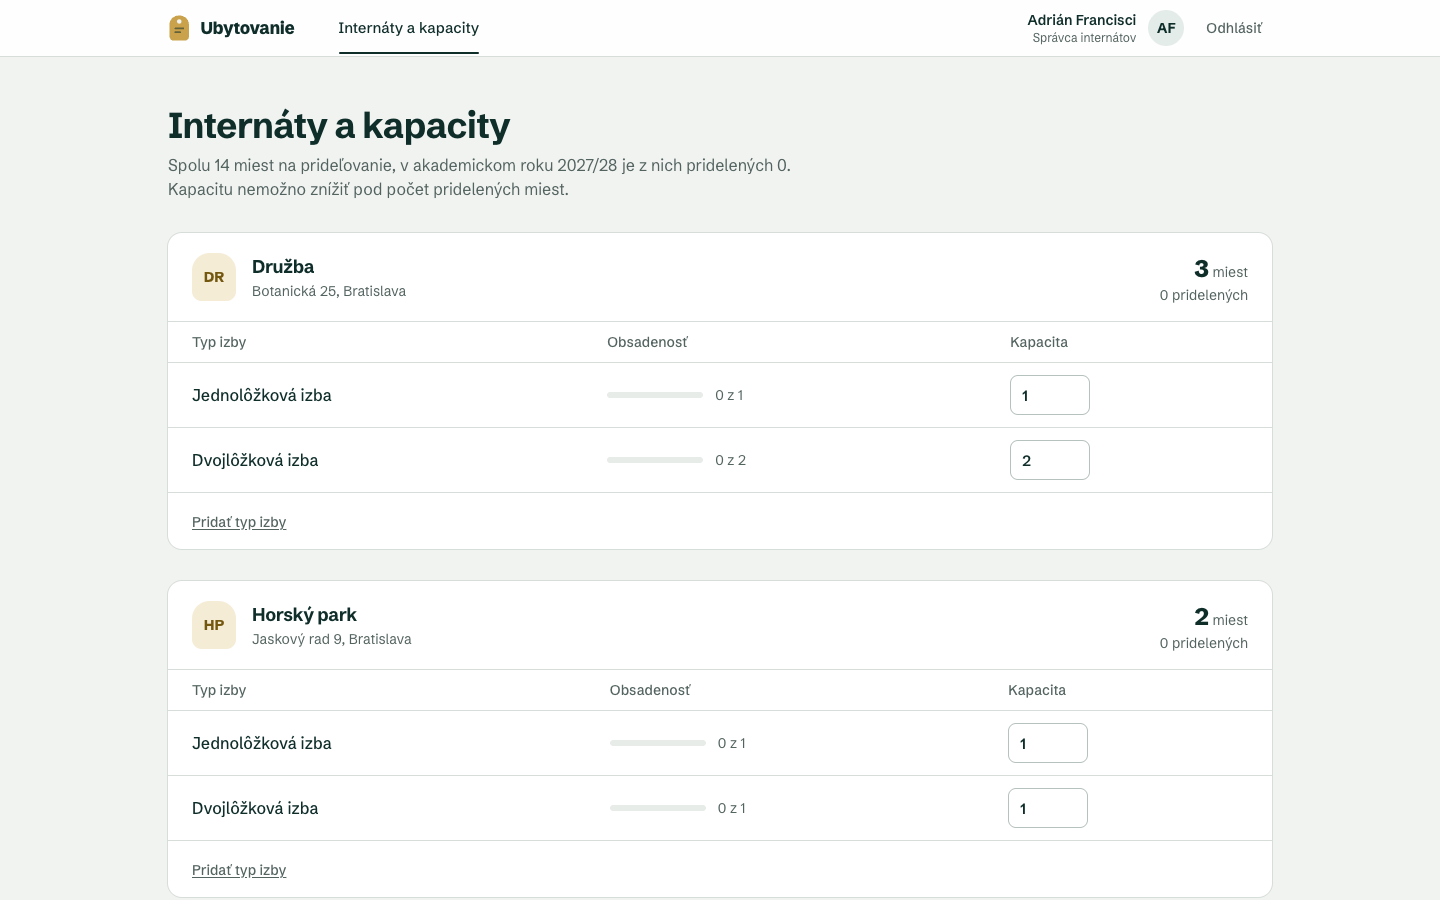 Ubytovanie
Internáty a kapacity
Adrián Francisci
Správca internátov
AF
Odhlásiť
Internáty a kapacity
Spolu 14 miest na prideľovanie, v akademickom roku 2027/28 je z nich pridelených 0.
Kapacitu nemožno znížiť pod počet pridelených miest.
DR
Družba
Botanická 25, Bratislava
3 miest
0 pridelených
Typ izby Obsadenosť Kapacita
Jednolôžková izba 0 z 1 1
Dvojlôžková izba 0 z 2 2
Pridať typ izby
HP
Horský park
Jaskový rad 9, Bratislava
2 miest
0 pridelených
Typ izby Obsadenosť Kapacita
Jednolôžková izba 0 z 1 1
Dvojlôžková izba 0 z 1 1
Pridať typ izby